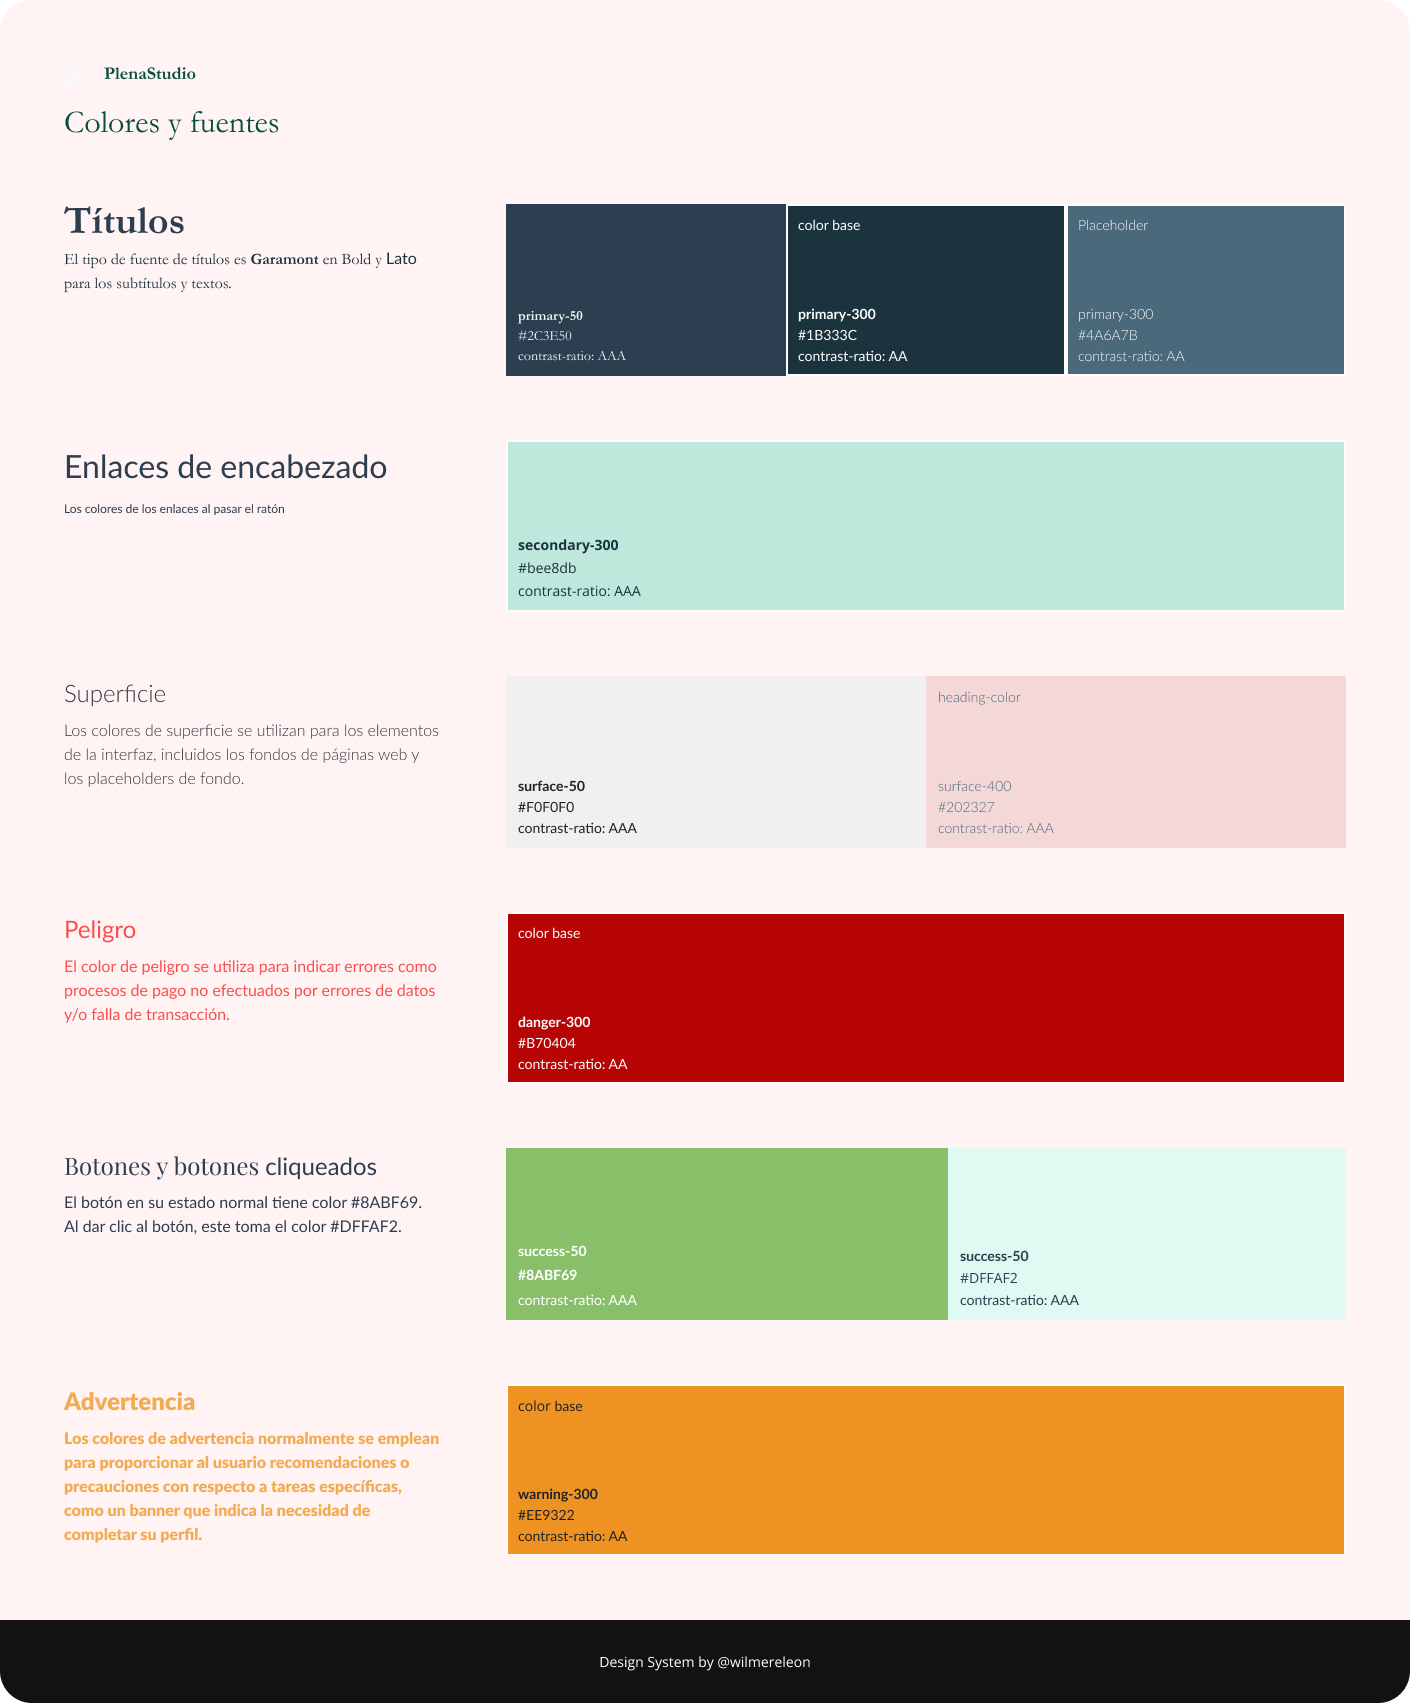 PlenaStudio
Colores y fuentes
Títulos
El tipo de fuente de títulos es Garamont en Bold y Lato
para los subtítulos y textos.
primary-50
#2C3E50
contrast-ratio: AAA
color base
primary-300
#1B333C
contrast-ratio: AA
Placeholder
primary-300
#4A6A7B
contrast-ratio: AA
Enlaces de encabezado
Los colores de los enlaces al pasar el ratón
secondary-300
#bee8db
contrast-ratio: AAA
Superficie
Los colores de superficie se utilizan para los elementos
de la interfaz, incluidos los fondos de páginas web y
los placeholders de fondo.
surface-50
#F0F0F0
contrast-ratio: AAA
heading-color
surface-400
#202327
contrast-ratio: AAA
Peligro
El color de peligro se utiliza para indicar errores como
procesos de pago no efectuados por errores de datos
y/o falla de transacción.
color base
danger-300
#B70404
contrast-ratio: AA
Botones y botones cliqueados
El botón en su estado normal tiene color #8ABF69.
Al dar clic al botón, este toma el color #DFFAF2.
success-50
#8ABF69
contrast-ratio: AAA
success-50
#DFFAF2
contrast-ratio: AAA
Advertencia
Los colores de advertencia normalmente se emplean
para proporcionar al usuario recomendaciones o
precauciones con respecto a tareas específicas,
como un banner que indica la necesidad de
completar su perfil.
color base
warning-300
#EE9322
contrast-ratio: AA
Design System by @wilmereleon